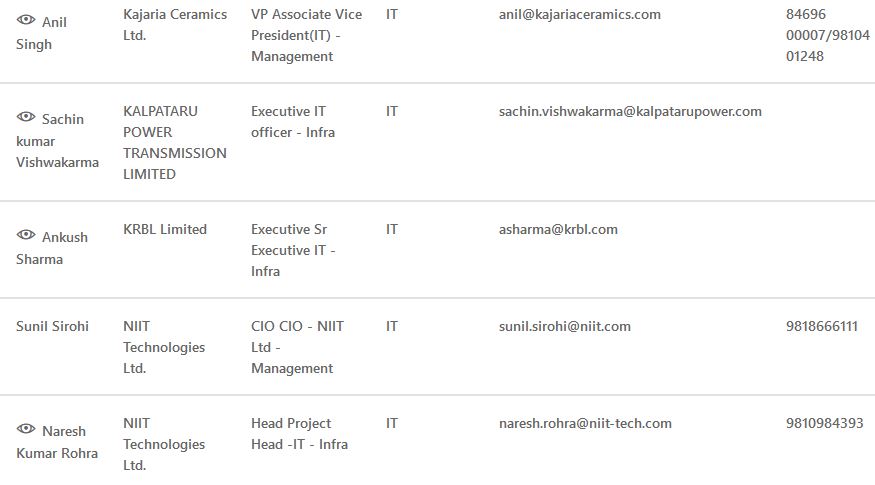 Anil Singh
Kajaria Ceramics Ltd.
VP Associate Vice President(IT) - Management
IT
anil@kajariaceramics.com
84696 00007/98104 01248
Sachin kumar Vishwakarma
KALPATARU POWER TRANSMISSION LIMITED
Executive IT officer - Infra
IT
sachin.vishwakarma@kalpatarupower.com
Ankush Sharma
KRBL Limited
Executive Sr Executive IT - Infra
IT
asharma@krbl.com
Sunil Sirohi
NIIT Technologies Ltd.
CIO CIO - NIIT Ltd - Management
IT
sunil.sirohi@niit.com
9818666111
Naresh Kumar Rohra
NIIT Technologies Ltd.
Head Project Head -IT - Infra
IT
naresh.rohra@niit-tech.com
9810984393